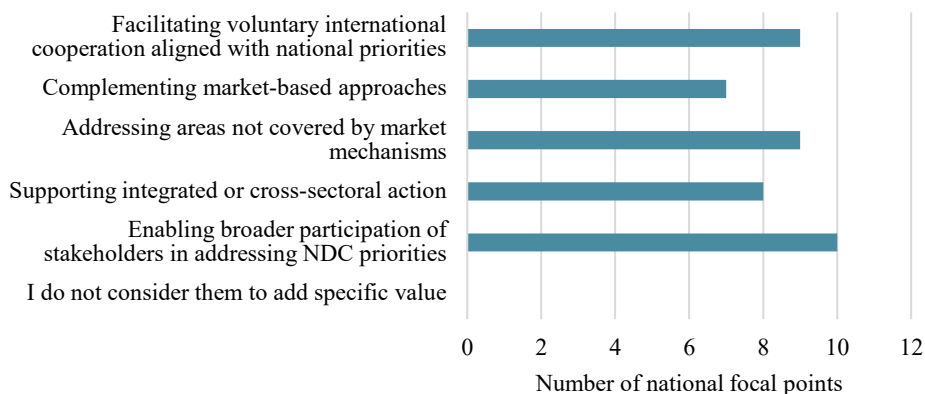 Facilitating voluntary international
cooperation aligned with national priorities
Complementing market-based approaches
Addressing areas not covered by market
mechanisms
Supporting integrated or cross-sectoral action
Enabling broader participation of
stakeholders in addressing NDC priorities
I do not consider them to add specific value
0 2 4 6 8 10 12
Number of national focal points